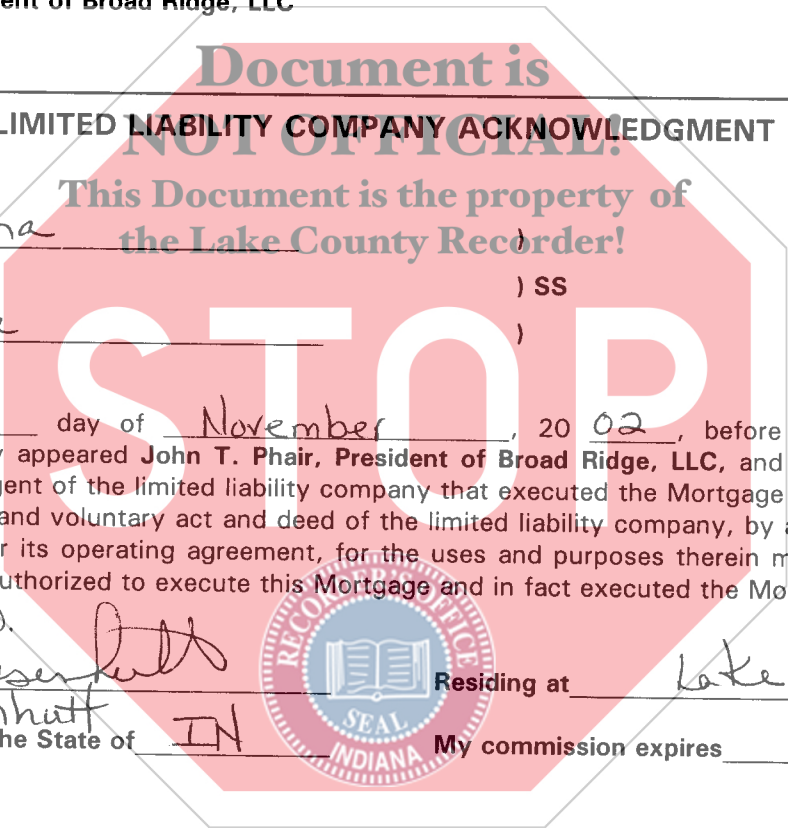 ent of Broad Ridge, LLC
Document is
LIMITED LIABILITY COMPANY ACKNOWLEDGMENT
NOT OFFICIAL!
This Document is the property of
na )
the Lake County Recorder!
) SS
)
STOP
day of November, 20 02, before
appeared John T. Phair, President of Broad Ridge, LLC, and
gent of the limited liability company that executed the Mortgage
and voluntary act and deed of the limited liability company, by a
r its operating agreement, for the uses and purposes therein m
uthorized to execute this Mortgage and in fact executed the Mo
RECORDER'S OFFICE
Residing at Lake
SEAL
he State of IN My commission expires
INDIANA